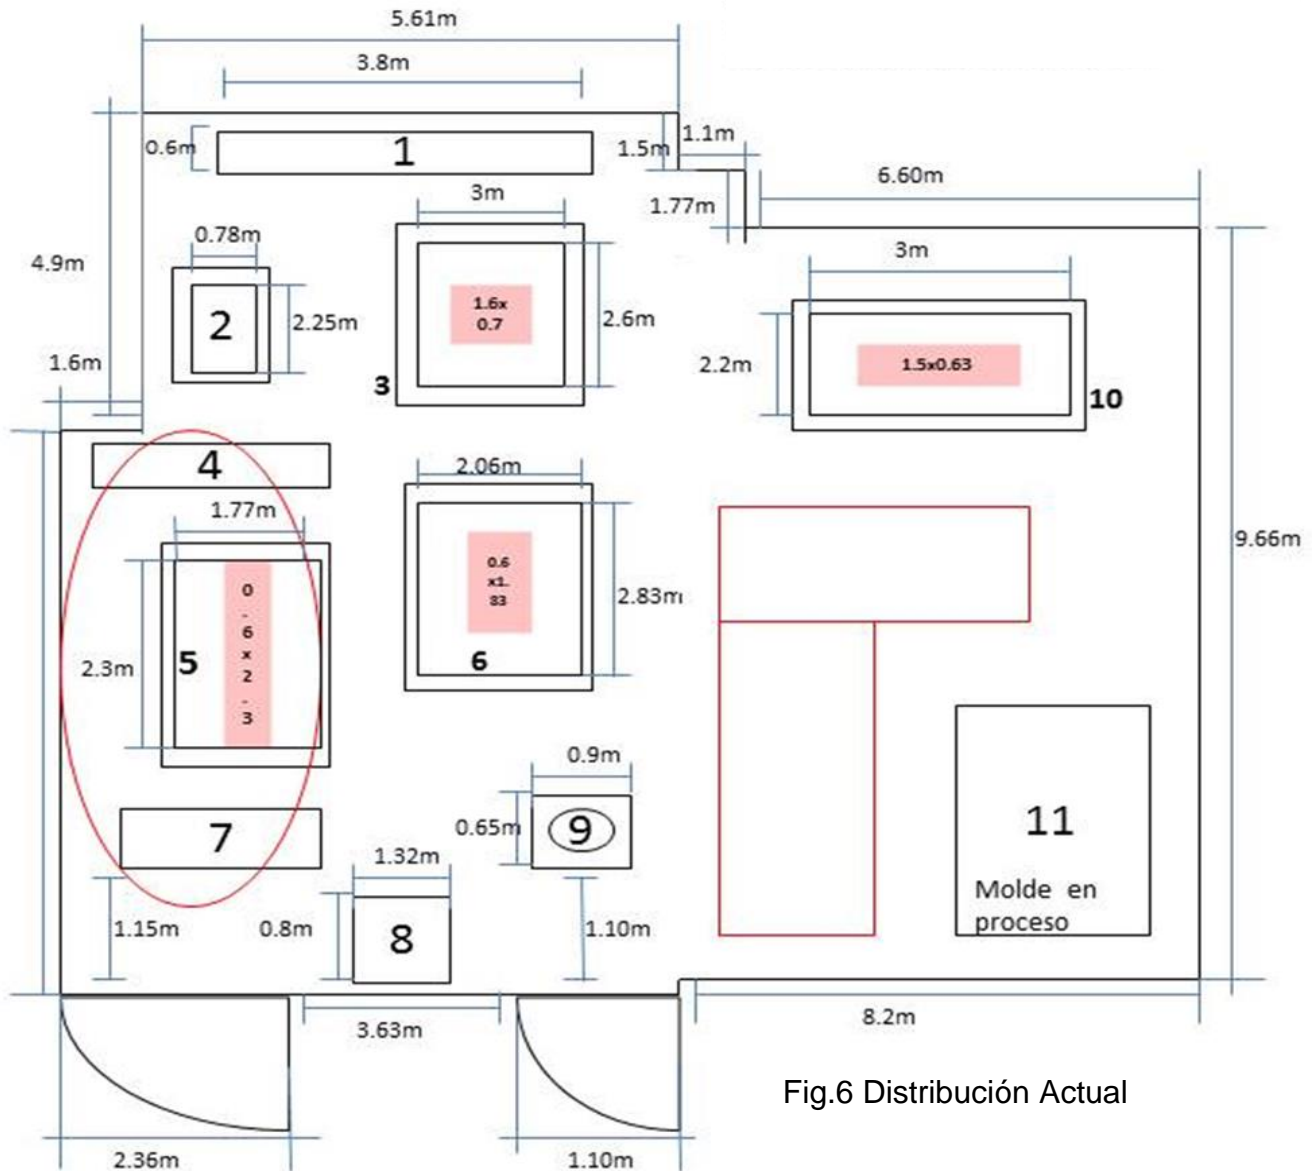 5.61m
3.8m
0.6m
1
1.5m
1.1m
6.60m
1.77m
3m
0.78m
4.9m
3m
2
2.25m
1.6x
0.7
2.6m
2.2m
1.5x0.63
1.6m
3
10
4
2.06m
1.77m
9.66m
0
.
6
x
2
.
3
0.6
x1.
83
2.83m
5
6
2.3m
0.9m
7
0.65m
9
11
1.32m
Molde en
proceso
1.15m
0.8m
8
1.10m
3.63m
8.2m
Fig.6 Distribución Actual
2.36m
1.10m